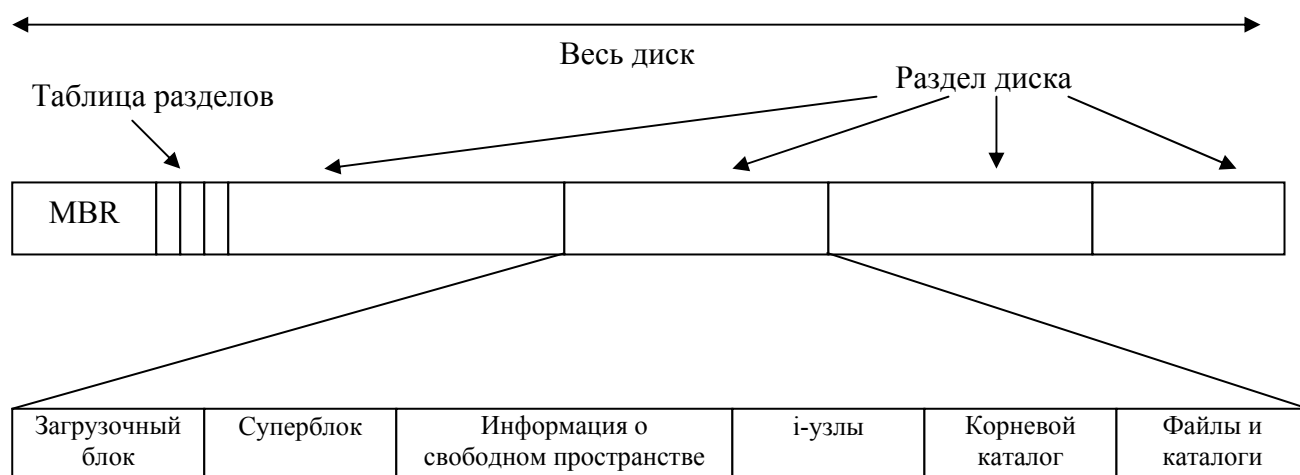 Весь диск
Раздел диска
Таблица разделов
MBR
Загрузочный
блок
Суперблок
Информация о
свободном пространстве
i-узлы
Корневой
каталог
Файлы и
каталоги